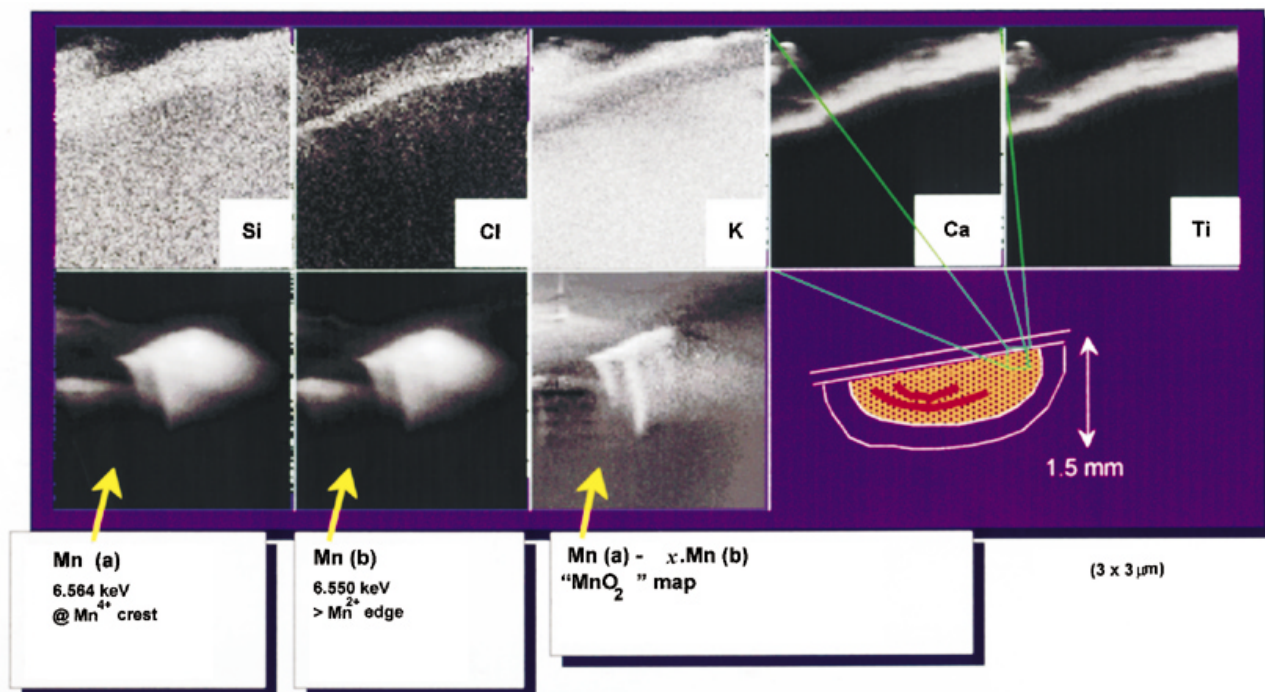 Si
Cl
K
Ca
Ti
1.5 mm
Mn (a)
6.564 keV
@ Mn⁴⁺ crest
Mn (b)
6.550 keV
> Mn²⁺ edge
Mn (a) - x.Mn (b)
“MnO₂ ” map
(3 x 3 μm)